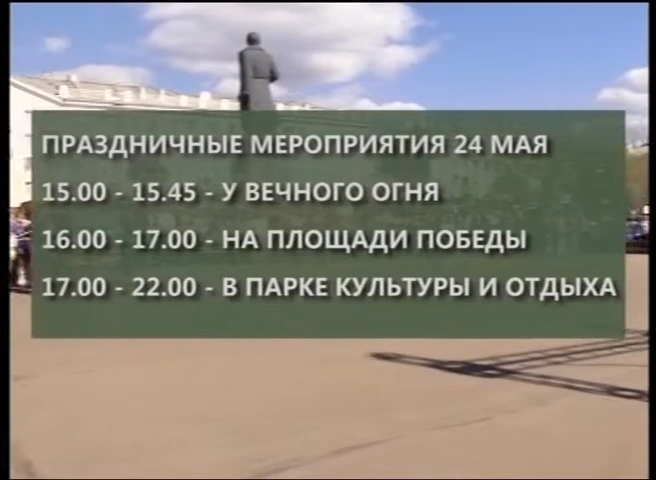 ПРАЗДНИЧНЫЕ МЕРОПРИЯТИЯ 24 МАЯ
15.00 - 15.45 - У ВЕЧНОГО ОГНЯ
16.00 - 17.00 - НА ПЛОЩАДИ ПОБЕДЫ
17.00 - 22.00 - В ПАРКЕ КУЛЬТУРЫ И ОТДЫХА